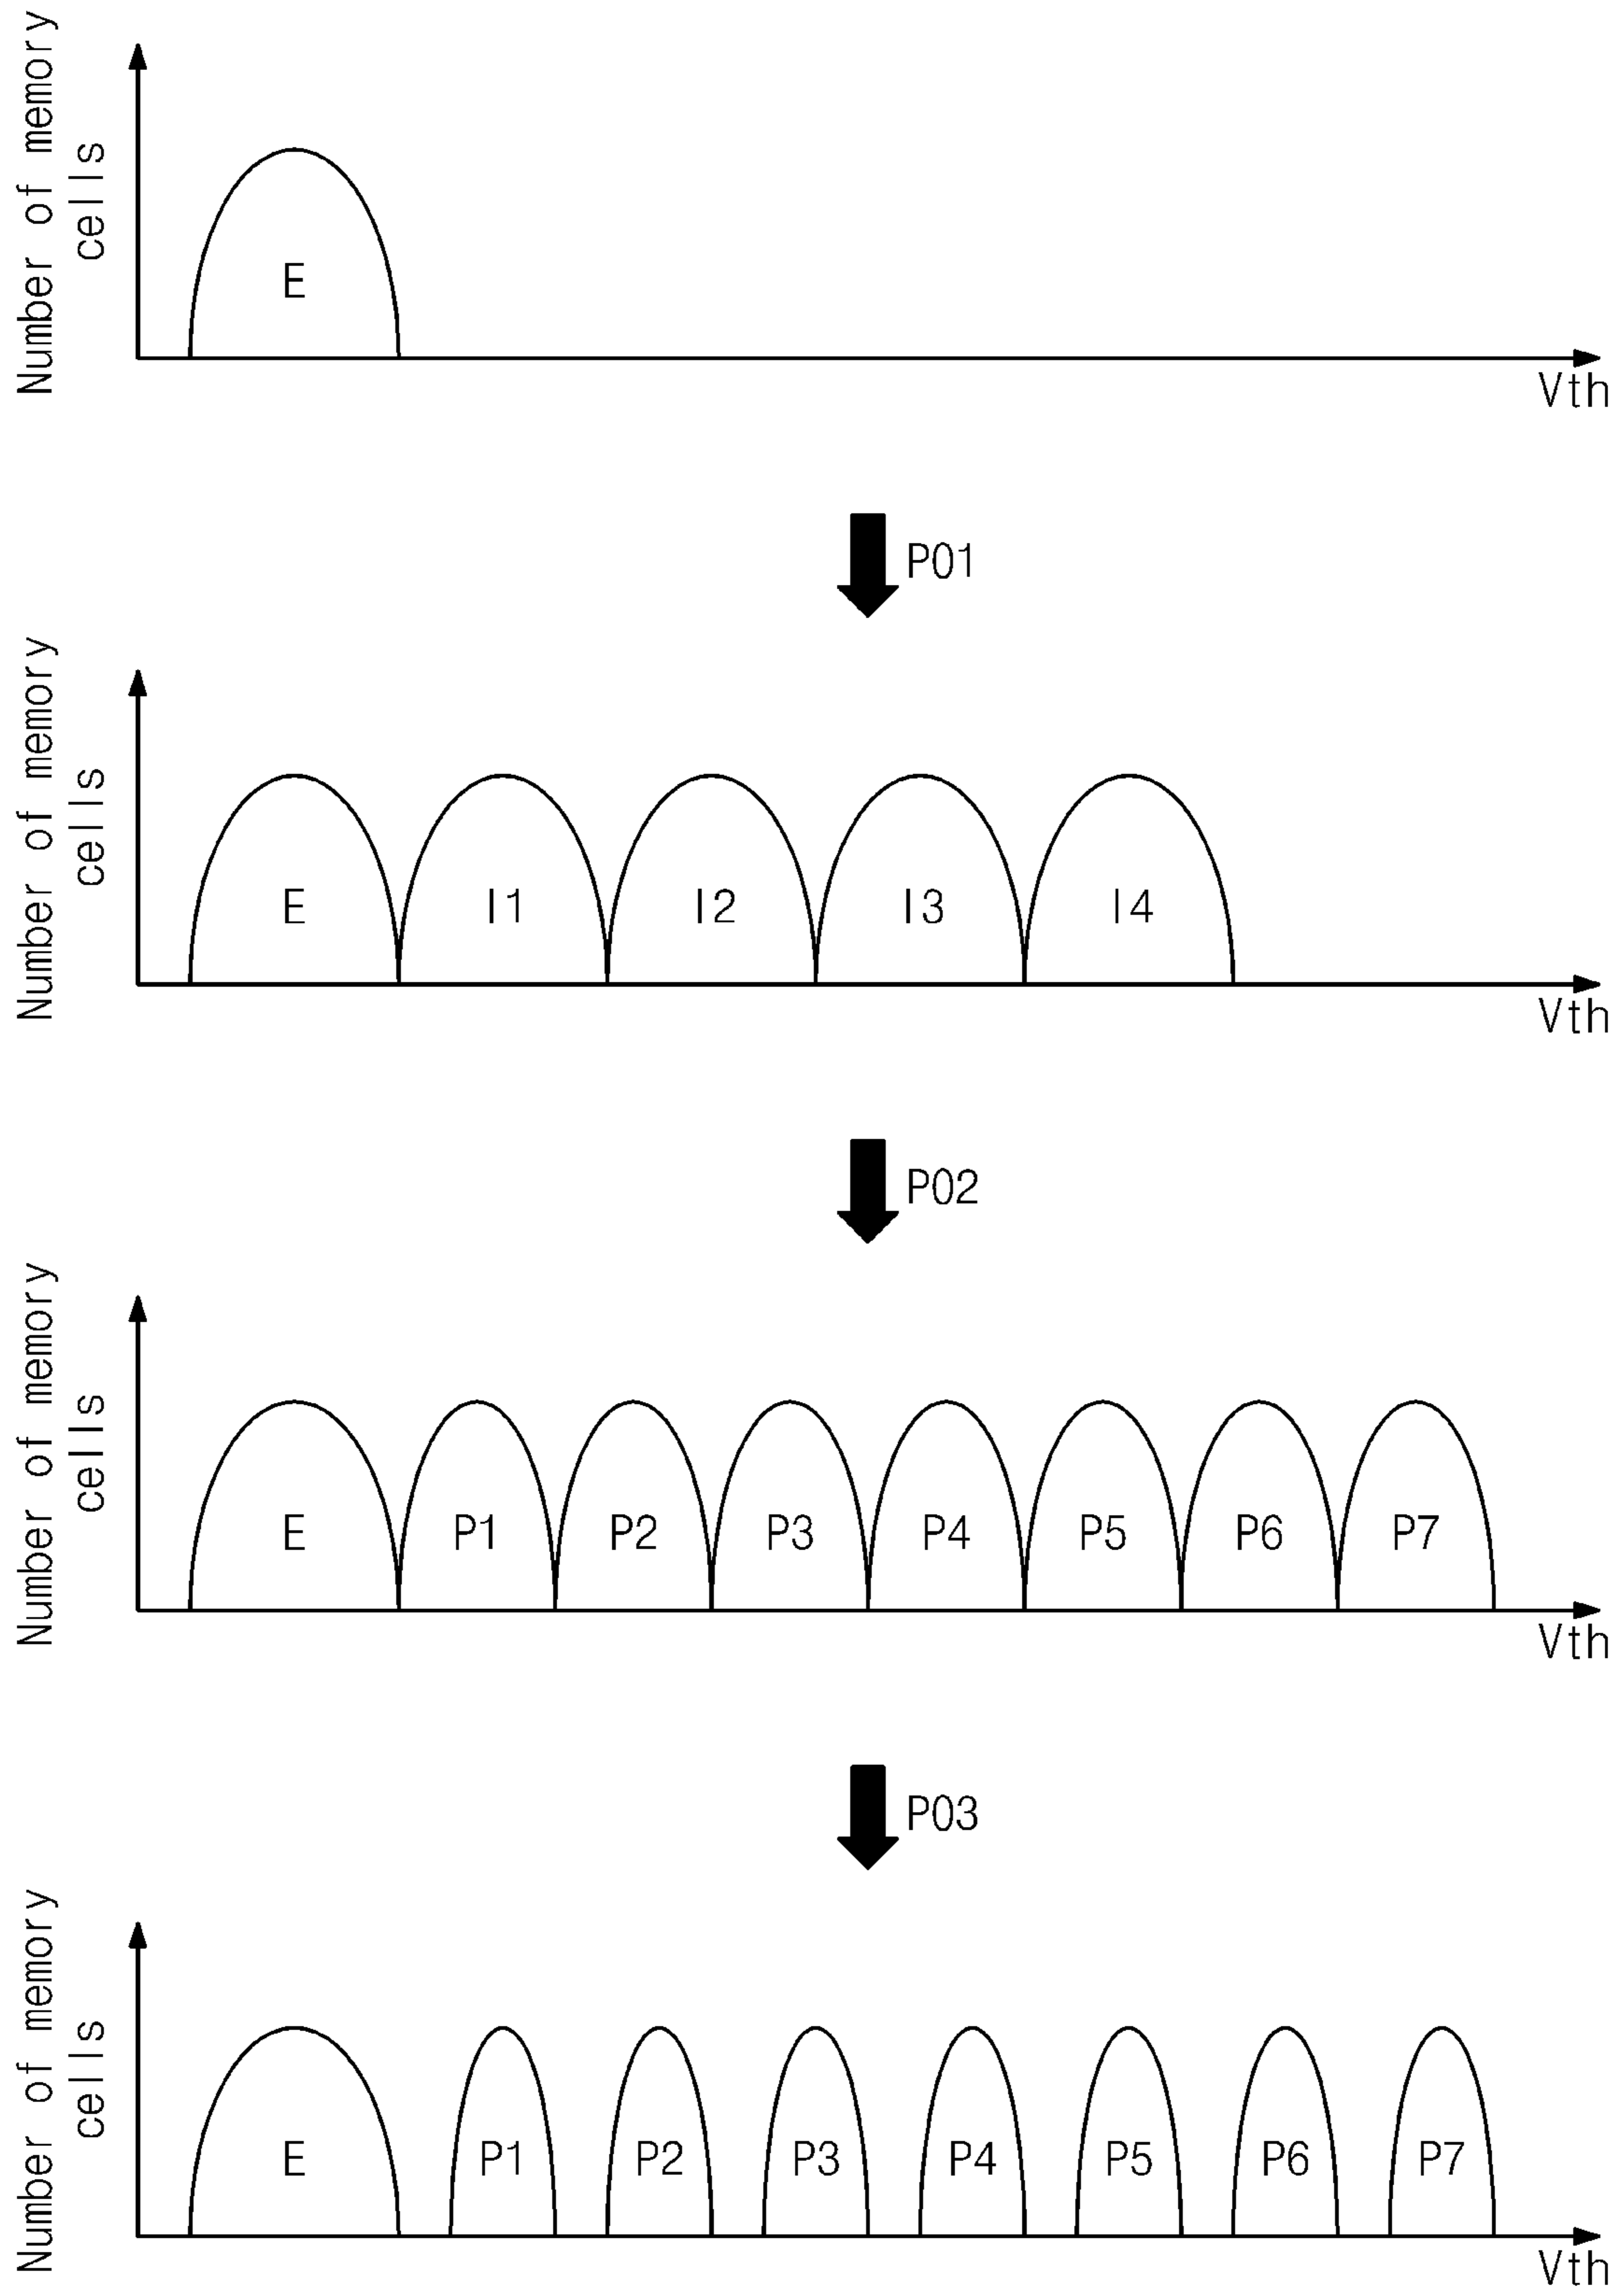 Number of memory
cells
E
Vth
P01
Number of memory
cells
E I1 I2 I3 I4
Vth
P02
Number of memory
cells
E P1 P2 P3 P4 P5 P6 P7
Vth
P03
Number of memory
cells
E P1 P2 P3 P4 P5 P6 P7
Vth